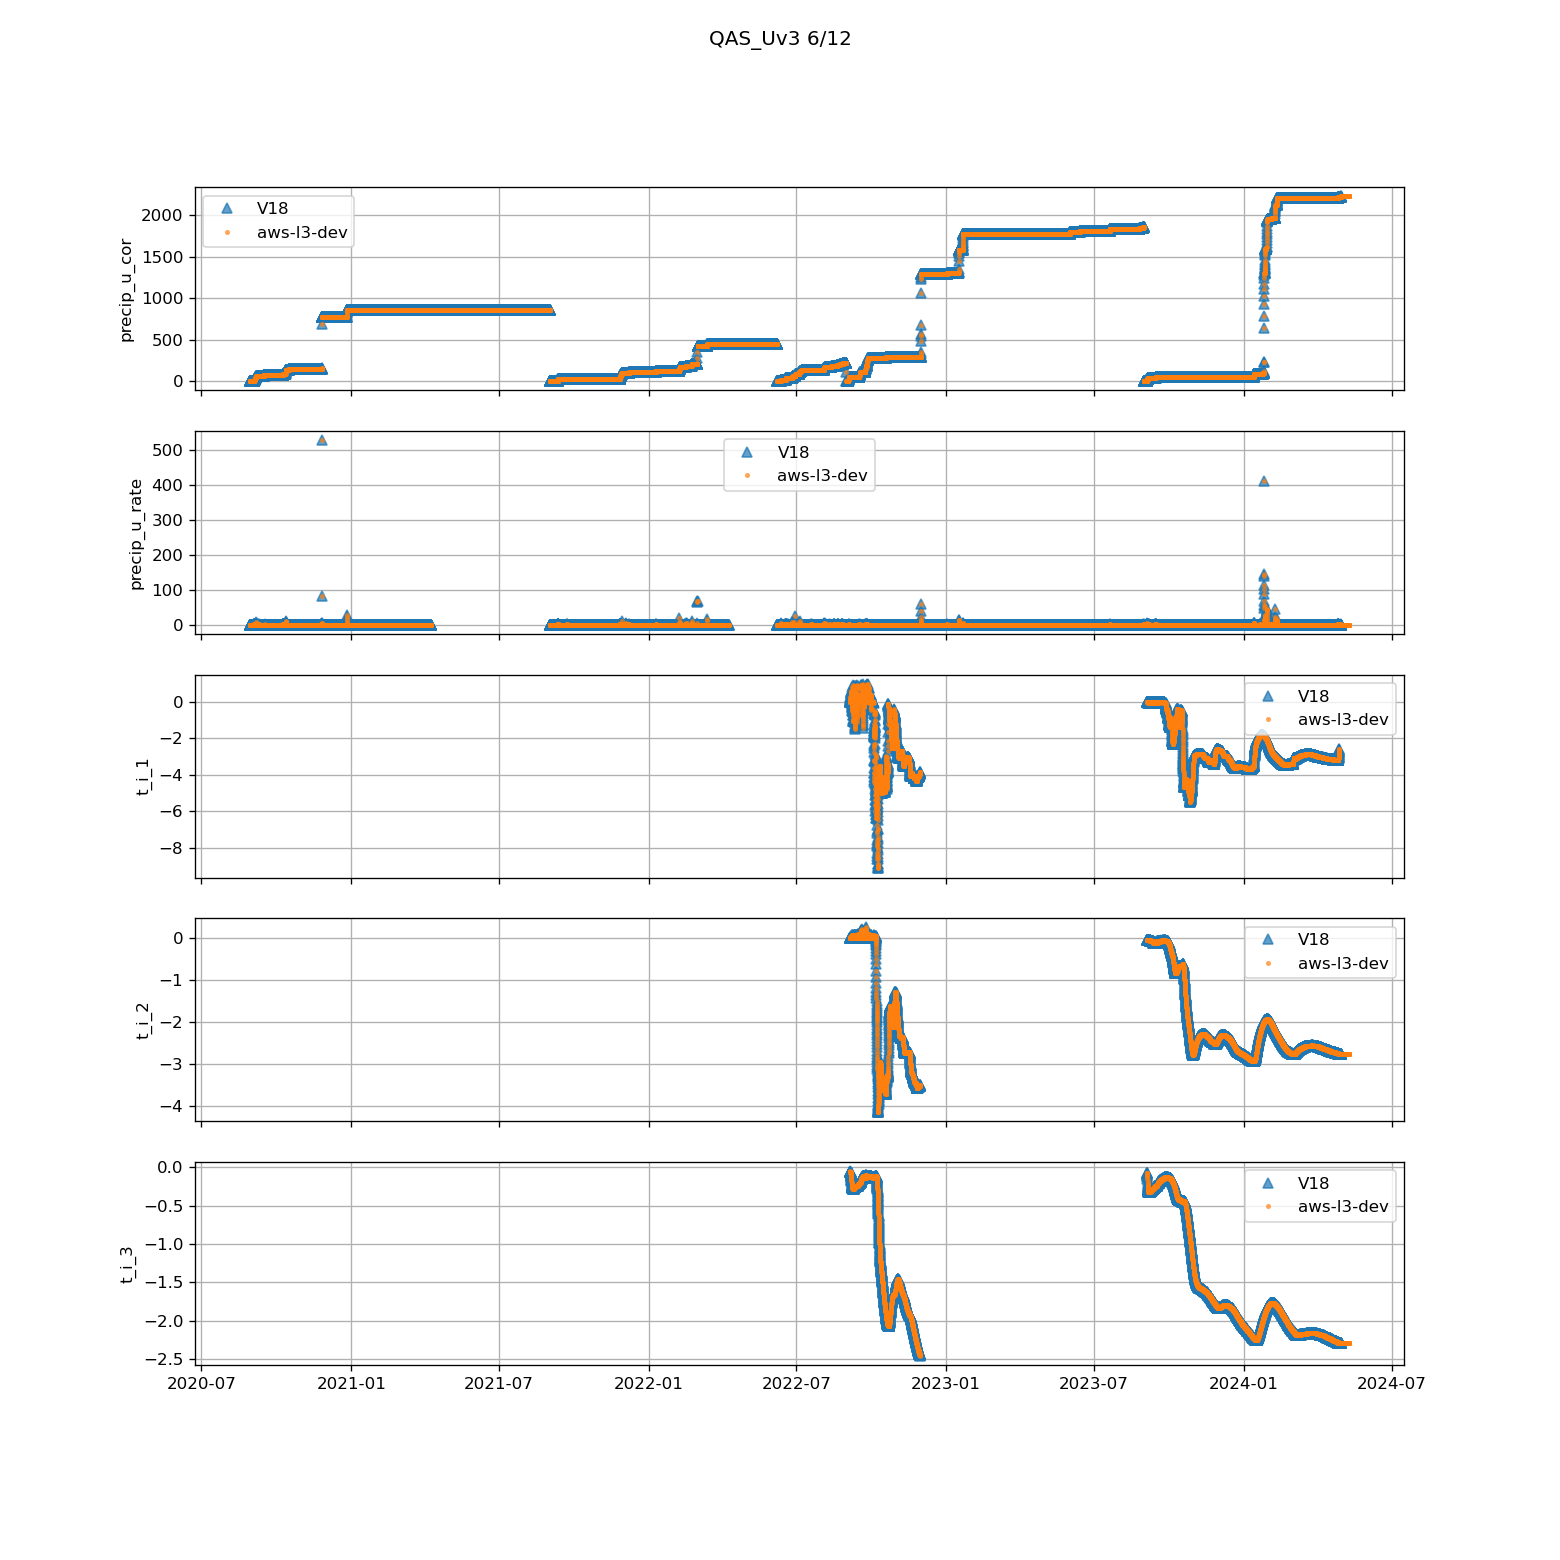 QAS_Uv3 6/12
precip_u_cor
2000
1500
1000
500
0
V18
aws-l3-dev
precip_u_rate
500
400
300
200
100
0
V18
aws-l3-dev
t_i_1
0
−2
−4
−6
−8
V18
aws-l3-dev
t_i_2
0
−1
−2
−3
−4
V18
aws-l3-dev
t_i_3
0.0
−0.5
−1.0
−1.5
−2.0
−2.5
V18
aws-l3-dev
2020-07 2021-01 2021-07 2022-01 2022-07 2023-01 2023-07 2024-01 2024-07